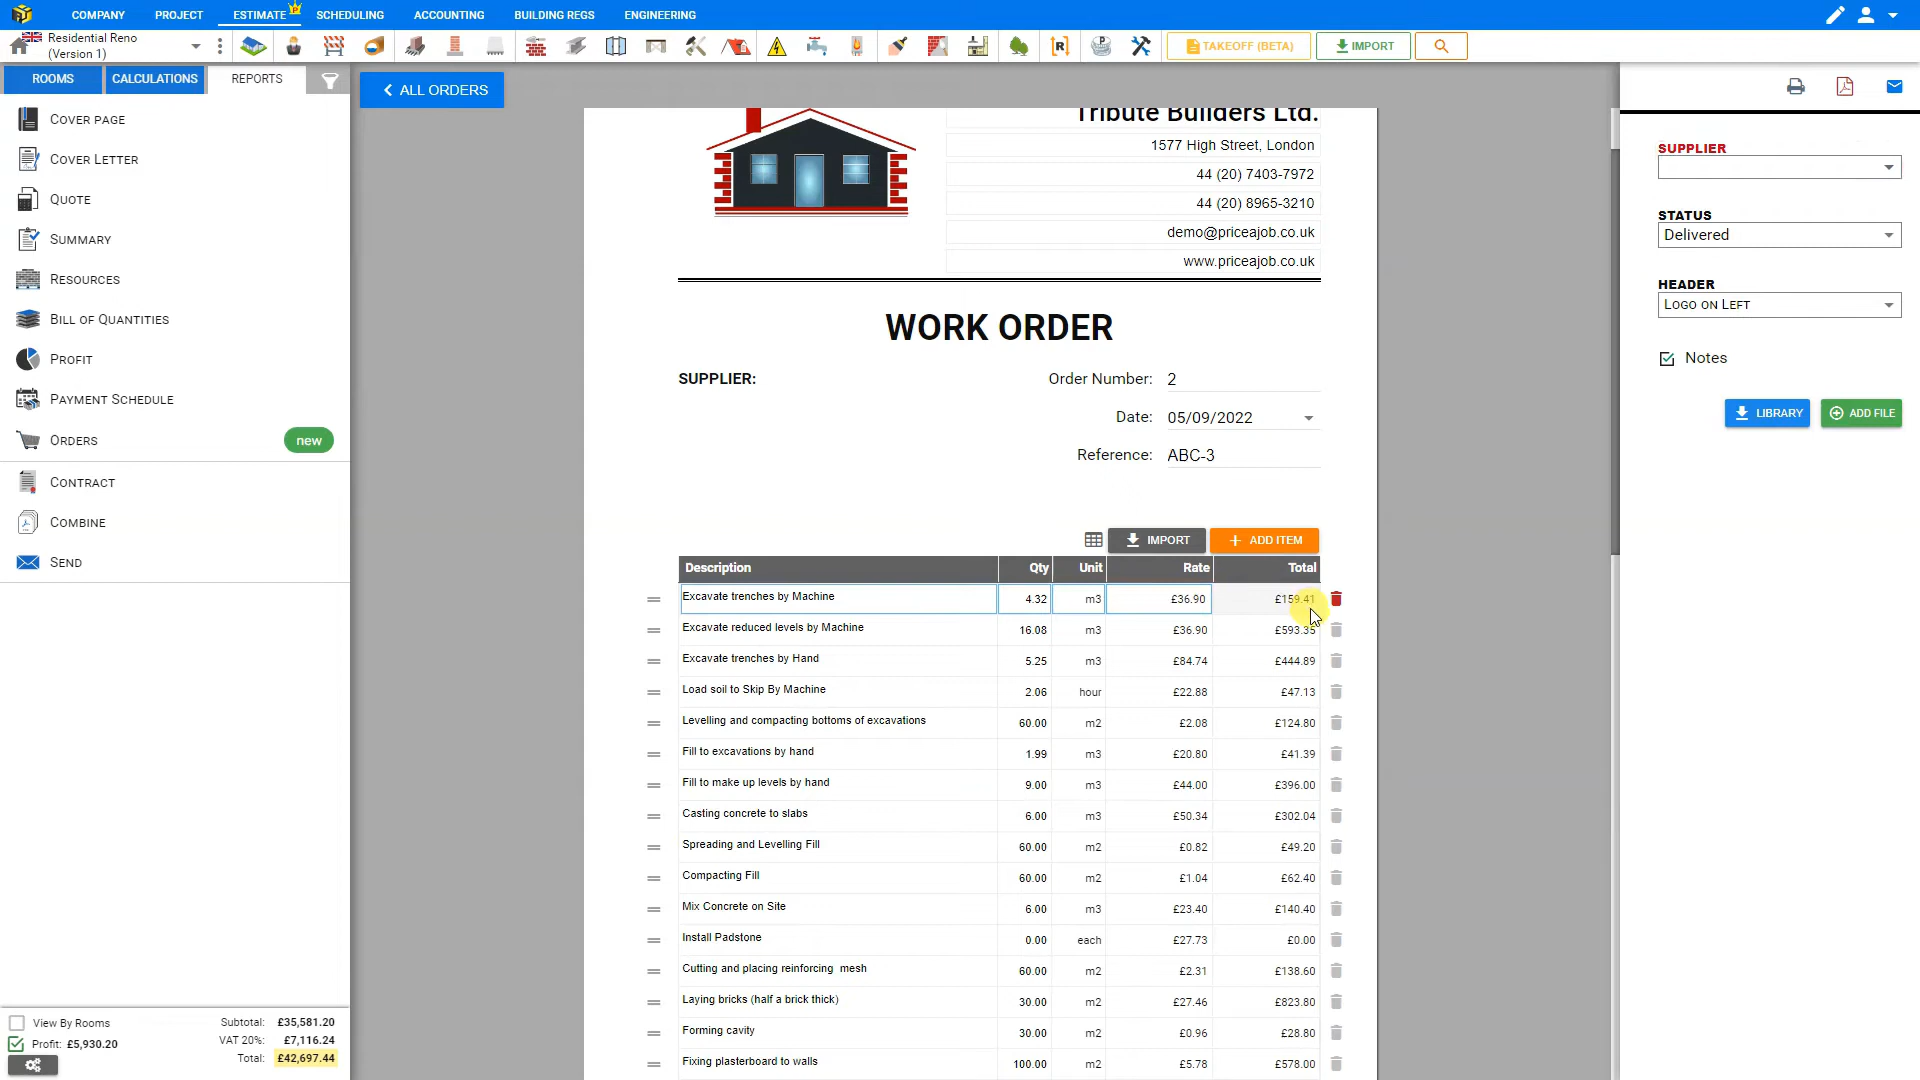 COMPANY PROJECT ESTIMATE SCHEDULING ACCOUNTING BUILDING REGS ENGINEERING
Residential Reno
(Version 1)
TAKEOFF (BETA) IMPORT
ROOMS CALCULATIONS REPORTS
ALL ORDERS
COVER PAGE
COVER LETTER
QUOTE
SUMMARY
RESOURCES
BILL OF QUANTITIES
PROFIT
PAYMENT SCHEDULE
ORDERS new
CONTRACT
COMBINE
SEND
View By Rooms
Profit: £5,930.20
Subtotal: £35,581.20
VAT 20%: £7,116.24
Total: £42,697.44
Tribute Builders Ltd.
1577 High Street, London
44 (20) 7403-7972
44 (20) 8965-3210
demo@priceajob.co.uk
www.priceajob.co.uk
WORK ORDER
SUPPLIER:
Order Number: 2
Date: 05/09/2022
Reference: ABC-3
IMPORT ADD ITEM
Description Qty Unit Rate Total
Excavate trenches by Machine 4.32 m3 £36.90 £159.41
Excavate reduced levels by Machine 16.08 m3 £36.90 £593.35
Excavate trenches by Hand 5.25 m3 £84.74 £444.89
Load soil to Skip By Machine 2.06 hour £22.88 £47.13
Levelling and compacting bottoms of excavations 60.00 m2 £2.08 £124.80
Fill to excavations by hand 1.99 m3 £20.80 £41.39
Fill to make up levels by hand 9.00 m3 £44.00 £396.00
Casting concrete to slabs 6.00 m3 £50.34 £302.04
Spreading and Levelling Fill 60.00 m2 £0.82 £49.20
Compacting Fill 60.00 m2 £1.04 £62.40
Mix Concrete on Site 6.00 m3 £23.40 £140.40
Install Padstone 0.00 each £27.73 £0.00
Cutting and placing reinforcing mesh 60.00 m2 £2.31 £138.60
Laying bricks (half a brick thick) 30.00 m2 £27.46 £823.80
Forming cavity 30.00 m2 £0.96 £28.80
Fixing plasterboard to walls 100.00 m2 £5.78 £578.00
SUPPLIER
STATUS
Delivered
HEADER
LOGO ON LEFT
Notes
LIBRARY ADD FILE